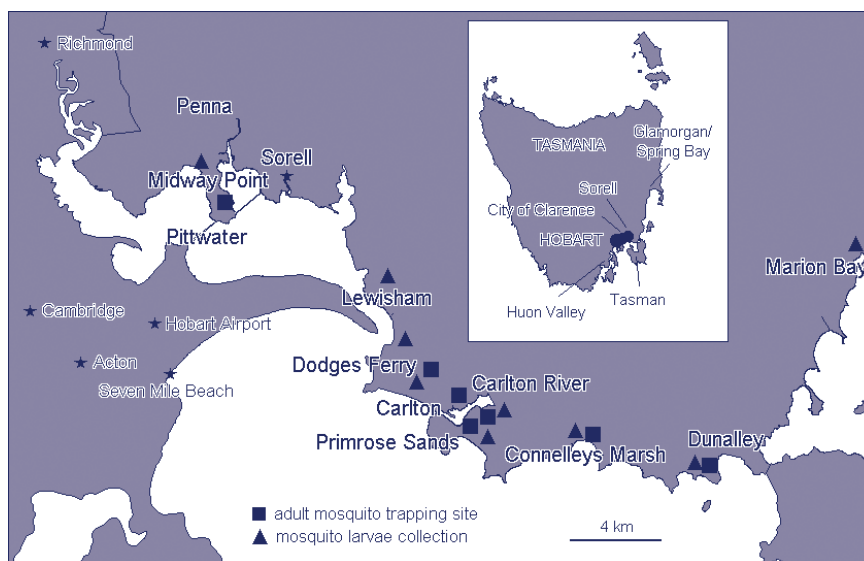 Richmond
Penna
Sorell
Midway Point
Pittwater
Lewisham
Cambridge
Hobart Airport
Acton
Seven Mile Beach
Dodges Ferry
Carlton River
Carlton
Primrose Sands
Connelleys Marsh
Dunalley
Marion Bay
TASMANIA
Glamorgan/
Spring Bay
Sorell
City of Clarence
HOBART
Huon Valley
Tasman
adult mosquito trapping site
mosquito larvae collection
4 km